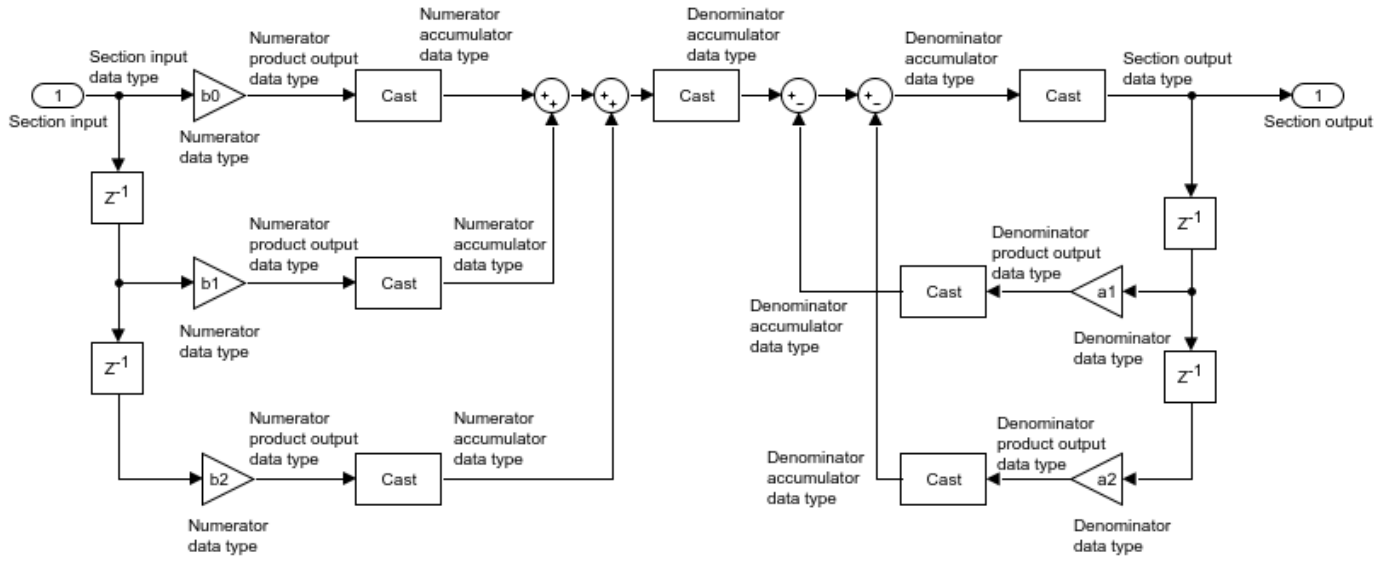 Numerator
accumulator
data type
Denominator
accumulator
data type
Numerator
product output
data type
Denominator
accumulator
data type
Section input
data type
Section output
data type
1
b0
Cast
+
+
+
+
Cast
+
−
+
−
Cast
1
Section input
Section output
Numerator
data type
Z-1
Z-1
Numerator
product output
data type
Numerator
accumulator
data type
Denominator
product output
data type
b1
Cast
Cast
a1
Denominator
accumulator
data type
Numerator
data type
Denominator
data type
Z-1
Z-1
Numerator
product output
data type
Numerator
accumulator
data type
Denominator
product output
data type
Denominator
accumulator
data type
b2
Cast
Cast
a2
Numerator
data type
Denominator
data type